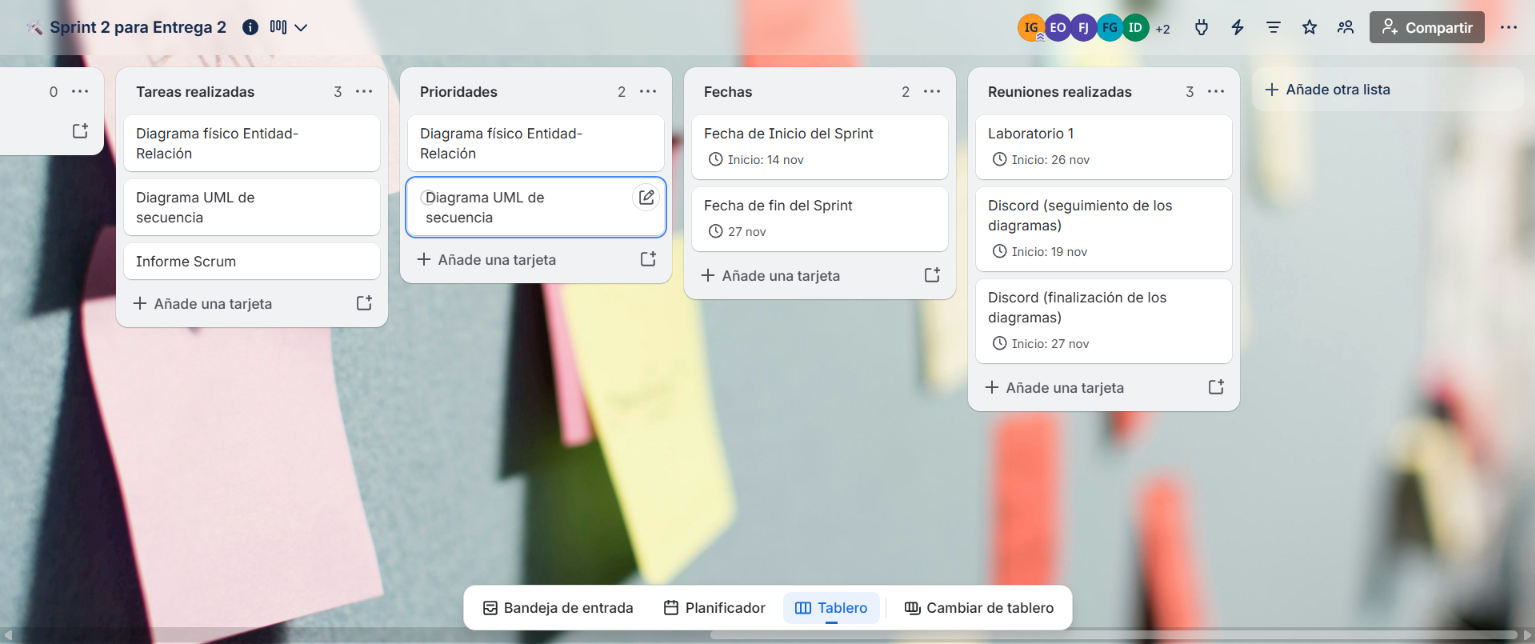 Sprint 2 para Entrega 2
IG EO FJ FG ID +2
Compartir
0
Tareas realizadas 3
Diagrama físico Entidad-
Relación
Diagrama UML de
secuencia
Informe Scrum
Añade una tarjeta
Prioridades 2
Diagrama físico Entidad-
Relación
Diagrama UML de
secuencia
Añade una tarjeta
Fechas 2
Fecha de Inicio del Sprint
Inicio: 14 nov
Fecha de fin del Sprint
27 nov
Añade una tarjeta
Reuniones realizadas 3
Laboratorio 1
Inicio: 26 nov
Discord (seguimiento de los
diagramas)
Inicio: 19 nov
Discord (finalización de los
diagramas)
Inicio: 27 nov
Añade una tarjeta
Añade otra lista
Bandeja de entrada
Planificador
Tablero
Cambiar de tablero